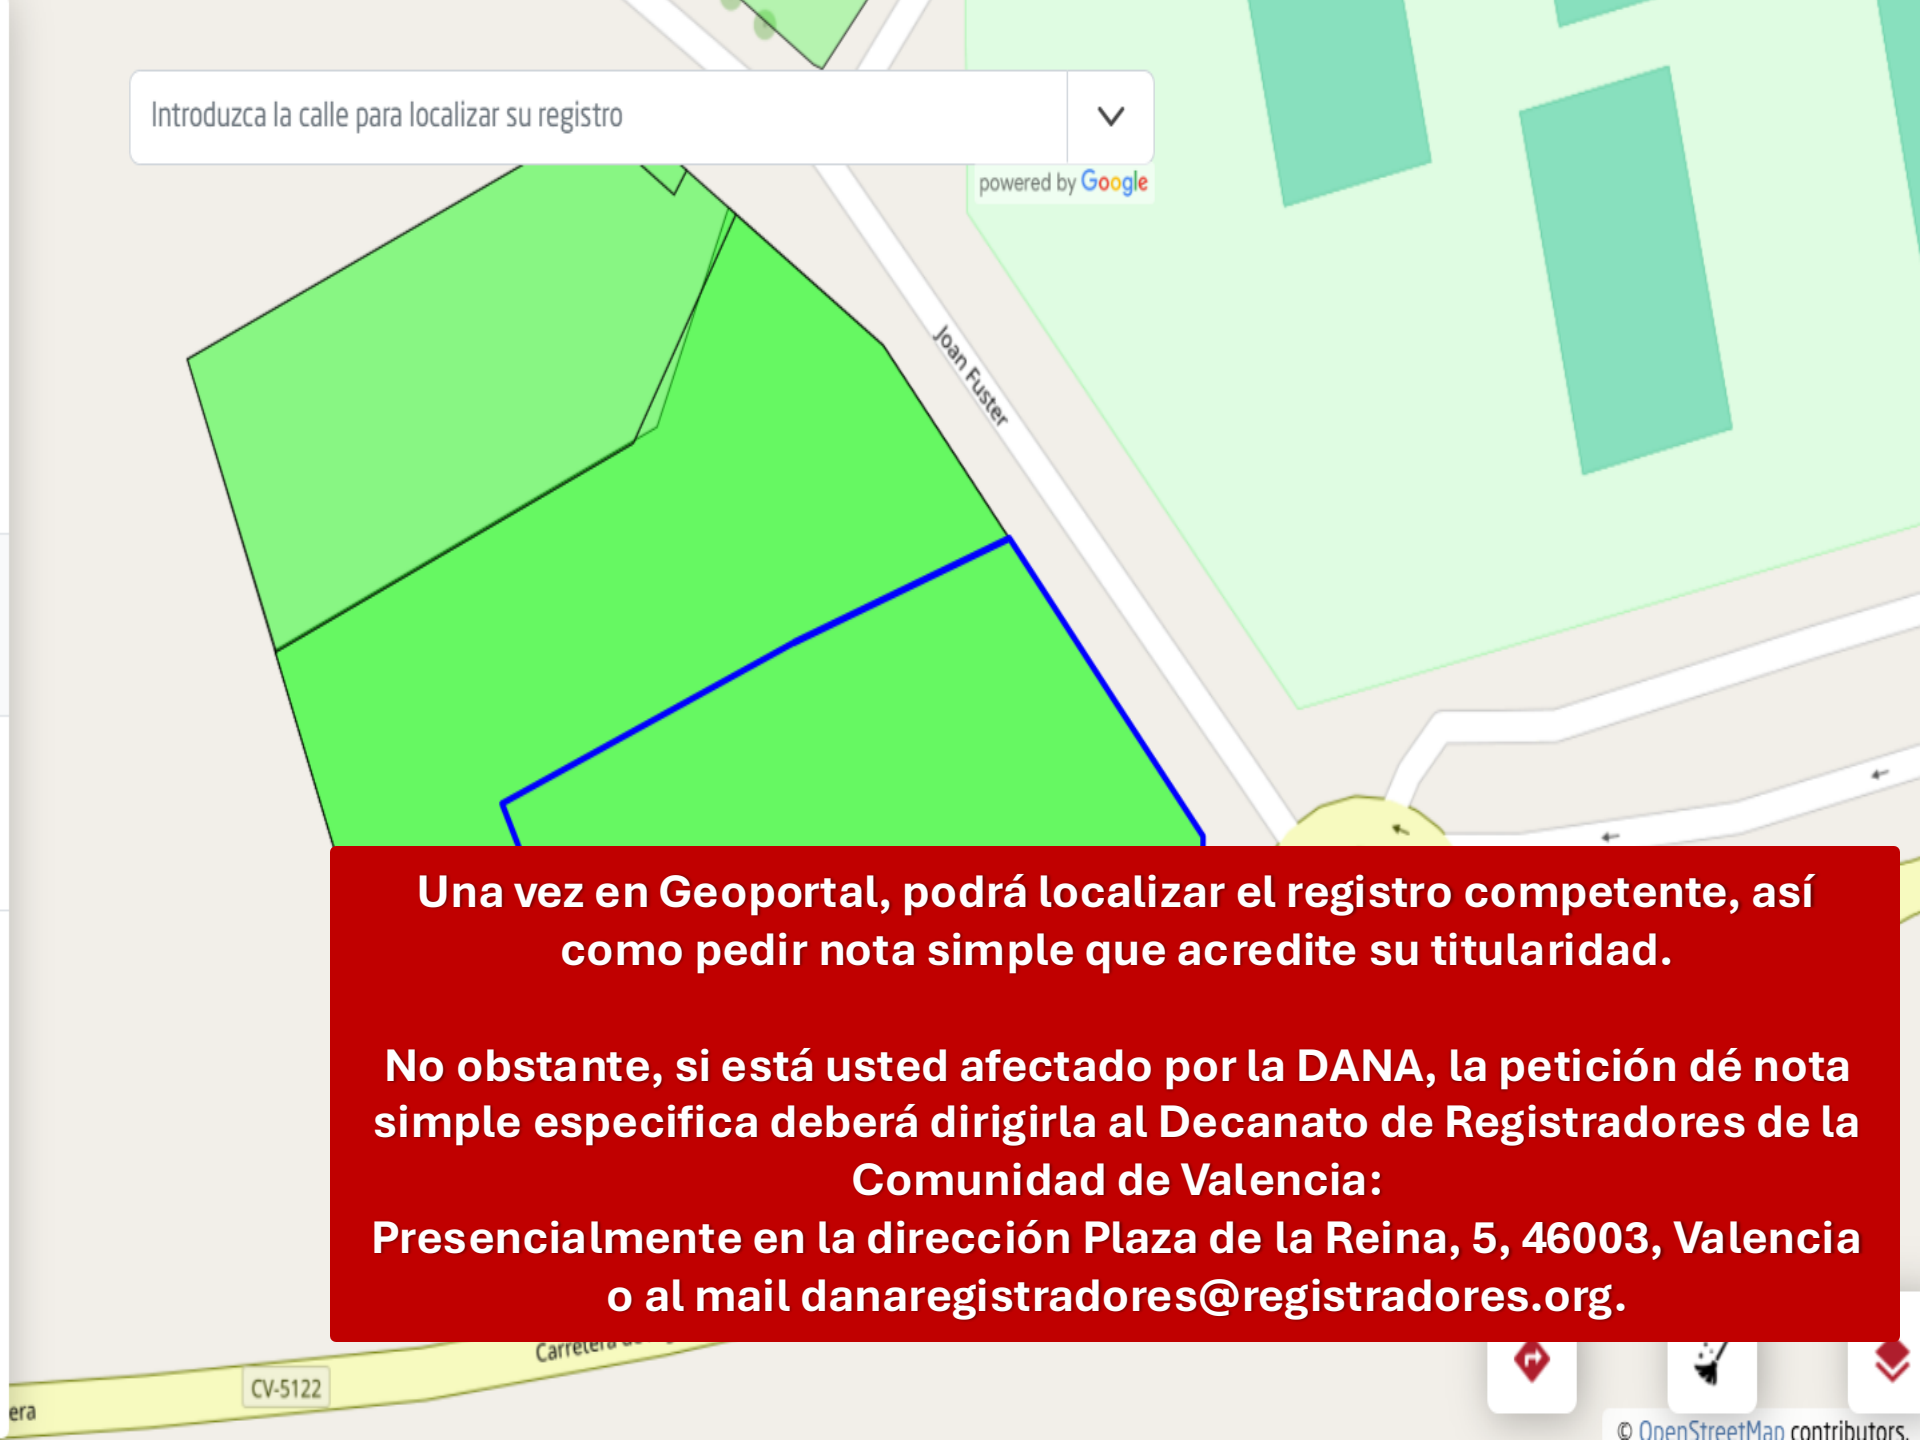 Introduzca la calle para localizar su registro
powered by Google
Joan Fuster
Una vez en Geoportal, podrá localizar el registro competente, así
como pedir nota simple que acredite su titularidad.
No obstante, si está usted afectado por la DANA, la petición dé nota
simple especifica deberá dirigirla al Decanato de Registradores de la
Comunidad de Valencia:
Presencialmente en la dirección Plaza de la Reina, 5, 46003, Valencia
o al mail danaregistradores@registradores.org.
Carretera
CV-5122
era
© OpenStreetMap contributors.